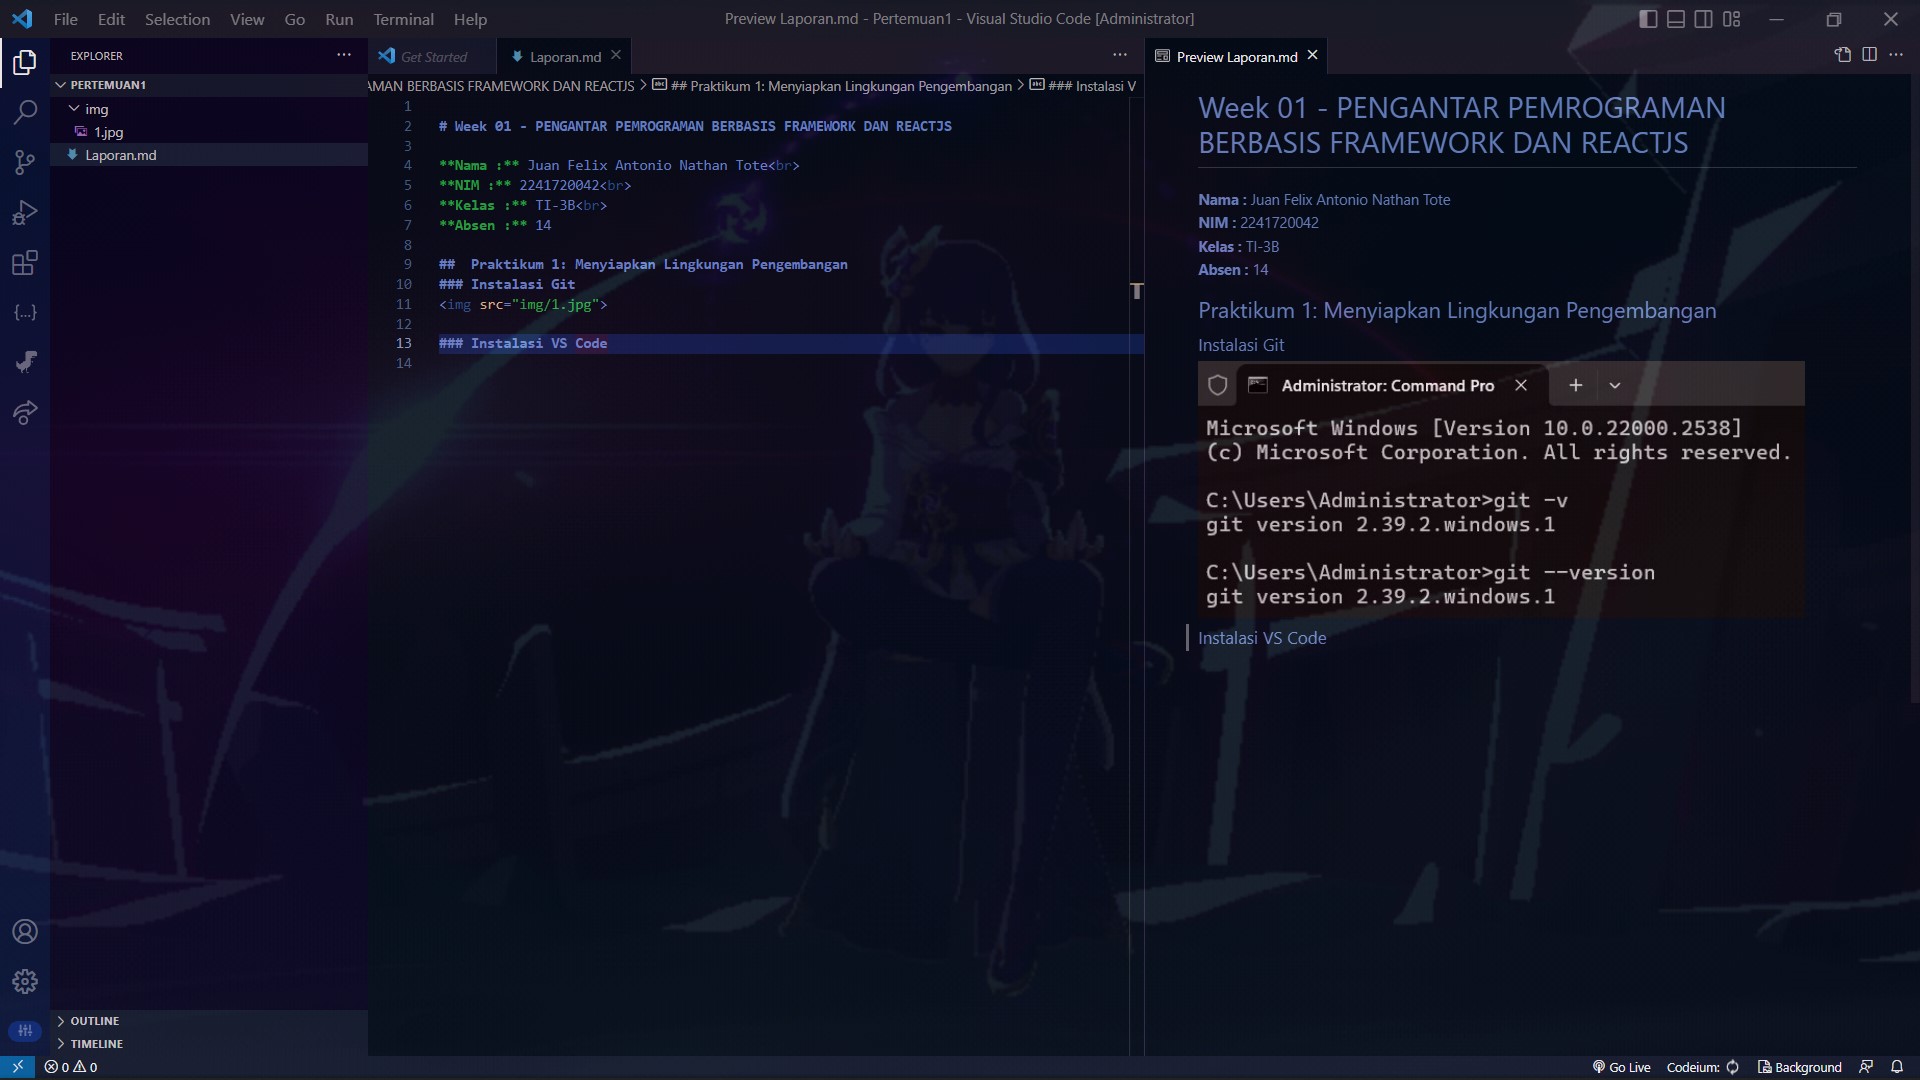 File Edit Selection View Go Run Terminal Help
Preview Laporan.md - Pertemuan1 - Visual Studio Code [Administrator]
EXPLORER
PERTEMUAN1
img
1.jpg
Laporan.md
OUTLINE
TIMELINE
Get Started
Laporan.md
AMAN BERBASIS FRAMEWORK DAN REACTJS > ## Praktikum 1: Menyiapkan Lingkungan Pengembangan > ### Instalasi V
1
2 # Week 01 - PENGANTAR PEMROGRAMAN BERBASIS FRAMEWORK DAN REACTJS
3
4 **Nama :** Juan Felix Antonio Nathan Tote<br>
5 **NIM :** 2241720042<br>
6 **Kelas :** TI-3B<br>
7 **Absen :** 14
8
9 ##  Praktikum 1: Menyiapkan Lingkungan Pengembangan
10 ### Instalasi Git
11 <img src="img/1.jpg">
12
13 ### Instalasi VS Code
14
Preview Laporan.md
Week 01 - PENGANTAR PEMROGRAMAN
BERBASIS FRAMEWORK DAN REACTJS
Nama : Juan Felix Antonio Nathan Tote
NIM : 2241720042
Kelas : TI-3B
Absen : 14
Praktikum 1: Menyiapkan Lingkungan Pengembangan
Instalasi Git
Administrator: Command Pro
Microsoft Windows [Version 10.0.22000.2538]
(c) Microsoft Corporation. All rights reserved.
C:\Users\Administrator>git -v
git version 2.39.2.windows.1
C:\Users\Administrator>git --version
git version 2.39.2.windows.1
Instalasi VS Code
0 0
Go Live
Codeium:
Background